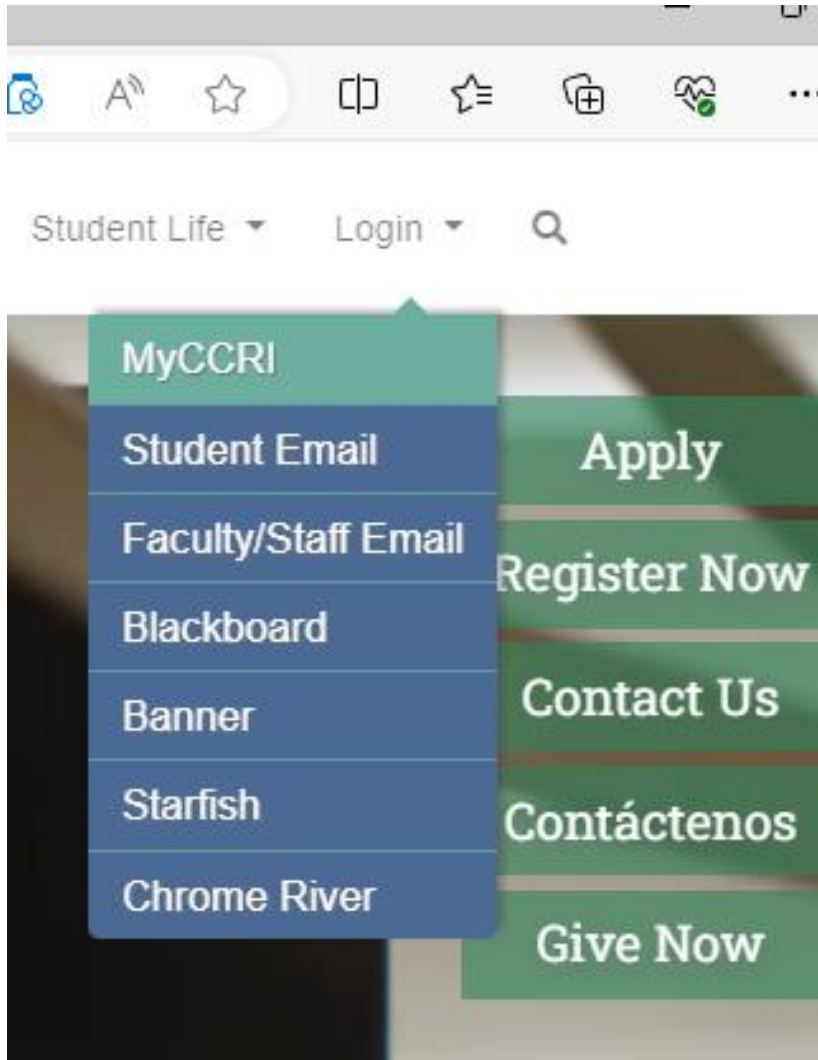 Student Life
Login
MyCCRI
Student Email
Faculty/Staff Email
Blackboard
Banner
Starfish
Chrome River
Apply
Register Now
Contact Us
Contáctenos
Give Now